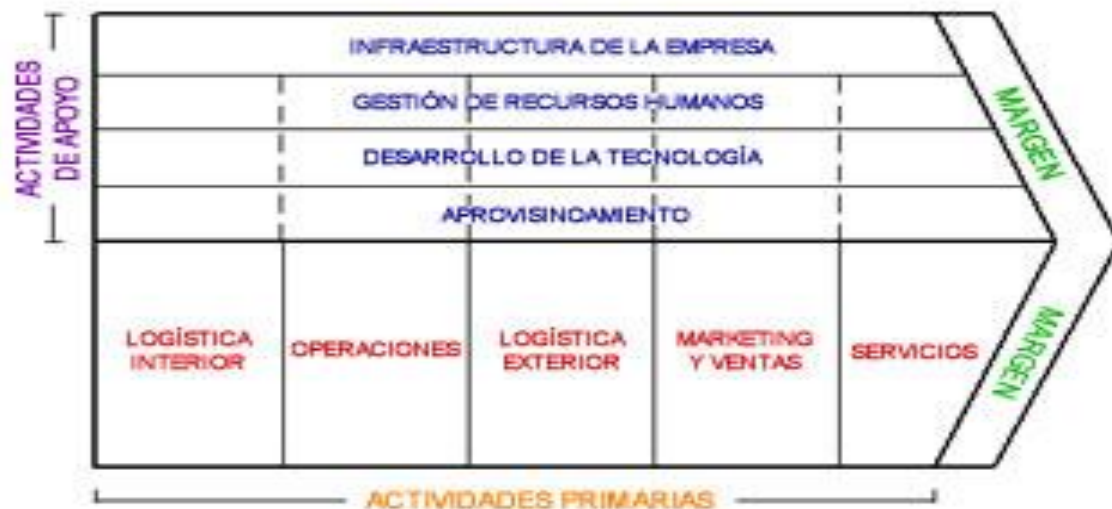 ACTIVIDADES
DE APOYO
INFRAESTRUCTURA DE LA EMPRESA
GESTIÓN DE RECURSOS HUMANOS
DESARROLLO DE LA TECNOLOGÍA
APROVISINOAMIENTO
MARGEN
LOGÍSTICA
INTERIOR
OPERACIONES
LOGÍSTICA
EXTERIOR
MARKETING
Y VENTAS
SERVICIOS
MARGEN
ACTIVIDADES PRIMARIAS